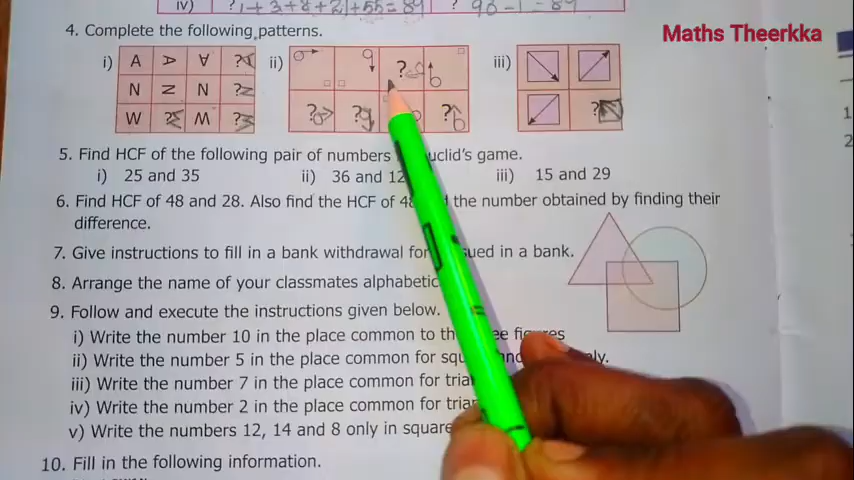 iv) ?1+3+8+21+55=89 ? 90-1=89
Maths Theerkka
4. Complete the following patterns.
i) A A A ?A ii) ? iii)
N N N ?N ? ? ? ?
W ?W W ?W
5. Find HCF of the following pair of numbers uclid's game.
i) 25 and 35 ii) 36 and 12 iii) 15 and 29
6. Find HCF of 48 and 28. Also find the HCF of 48 the number obtained by finding their
difference.
7. Give instructions to fill in a bank withdrawal for sued in a bank.
8. Arrange the name of your classmates alphabetic
9. Follow and execute the instructions given below.
i) Write the number 10 in the place common to th ee figures
ii) Write the number 5 in the place common for squ nly.
iii) Write the number 7 in the place common for tria
iv) Write the number 2 in the place common for triar
v) Write the numbers 12, 14 and 8 only in square
10. Fill in the following information.